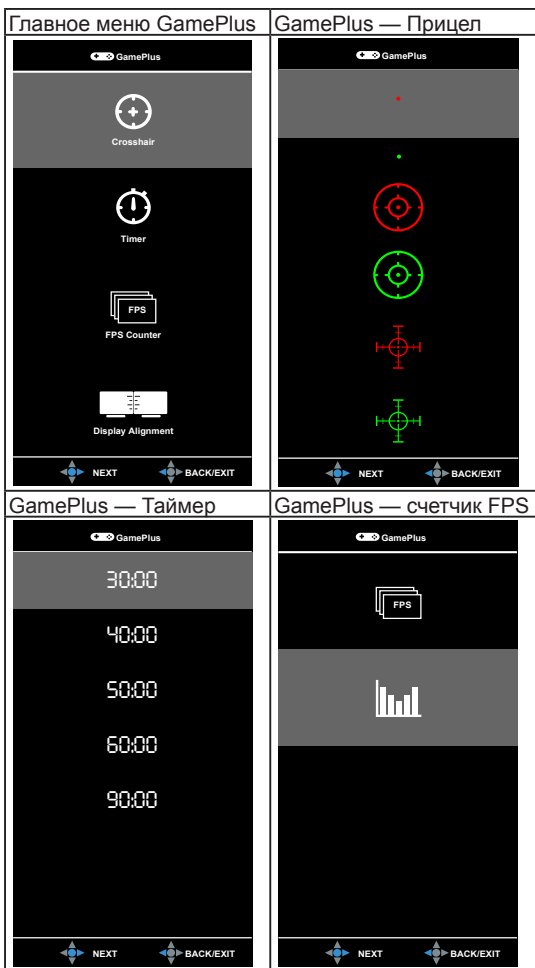 Главное меню GamePlus
GamePlus — Прицел
GamePlus
Crosshair
Timer
FPS
FPS Counter
Display Alignment
NEXT BACK/EXIT
GamePlus
NEXT BACK/EXIT
GamePlus — Таймер
GamePlus — счетчик FPS
GamePlus
30:00
40:00
50:00
60:00
90:00
NEXT BACK/EXIT
GamePlus
FPS
NEXT BACK/EXIT